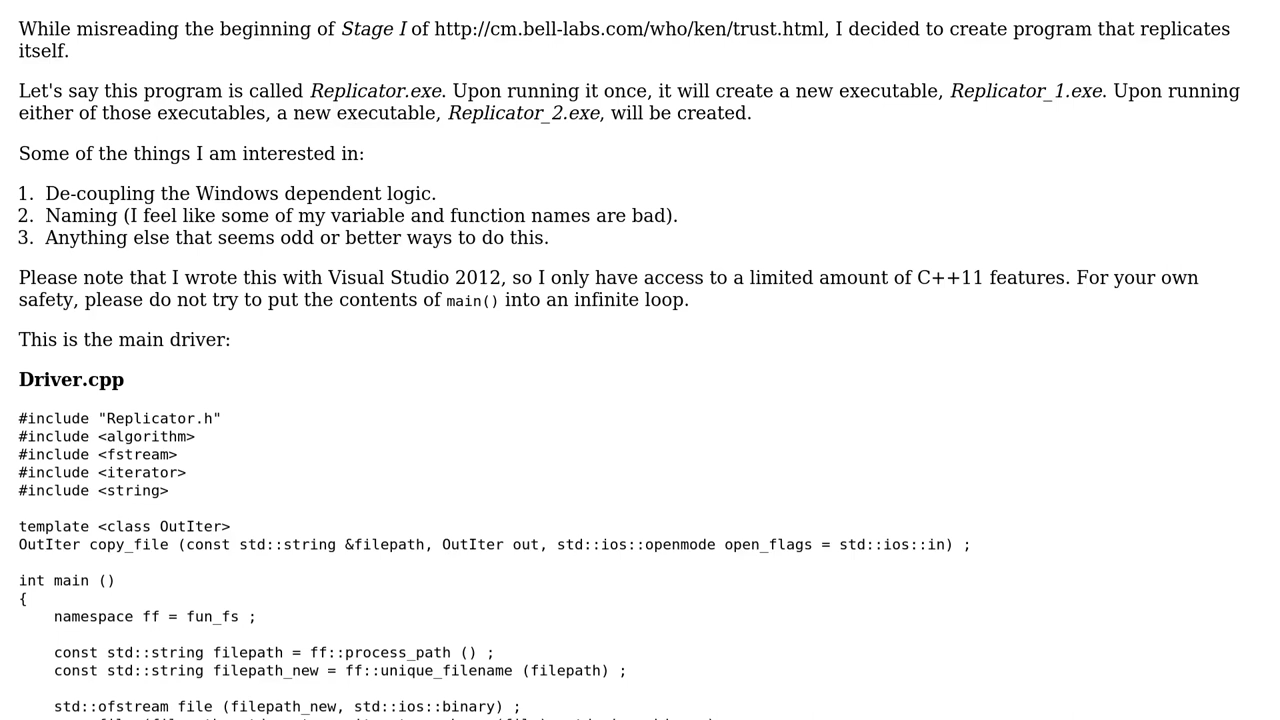 While misreading the beginning of Stage I of http://cm.bell-labs.com/who/ken/trust.html, I decided to create program that replicates
itself.
Let's say this program is called Replicator.exe. Upon running it once, it will create a new executable, Replicator_1.exe. Upon running
either of those executables, a new executable, Replicator_2.exe, will be created.
Some of the things I am interested in:
1. De-coupling the Windows dependent logic.
2. Naming (I feel like some of my variable and function names are bad).
3. Anything else that seems odd or better ways to do this.
Please note that I wrote this with Visual Studio 2012, so I only have access to a limited amount of C++11 features. For your own
safety, please do not try to put the contents of main() into an infinite loop.
This is the main driver:
Driver.cpp
#include "Replicator.h"
#include <algorithm>
#include <fstream>
#include <iterator>
#include <string>
template <class OutIter>
OutIter copy_file (const std::string &filepath, OutIter out, std::ios::openmode open_flags = std::ios::in) ;
int main ()
{
    namespace ff = fun_fs ;
    const std::string filepath = ff::process_path () ;
    const std::string filepath_new = ff::unique_filename (filepath) ;
    std::ofstream file (filepath_new, std::ios::binary) ;